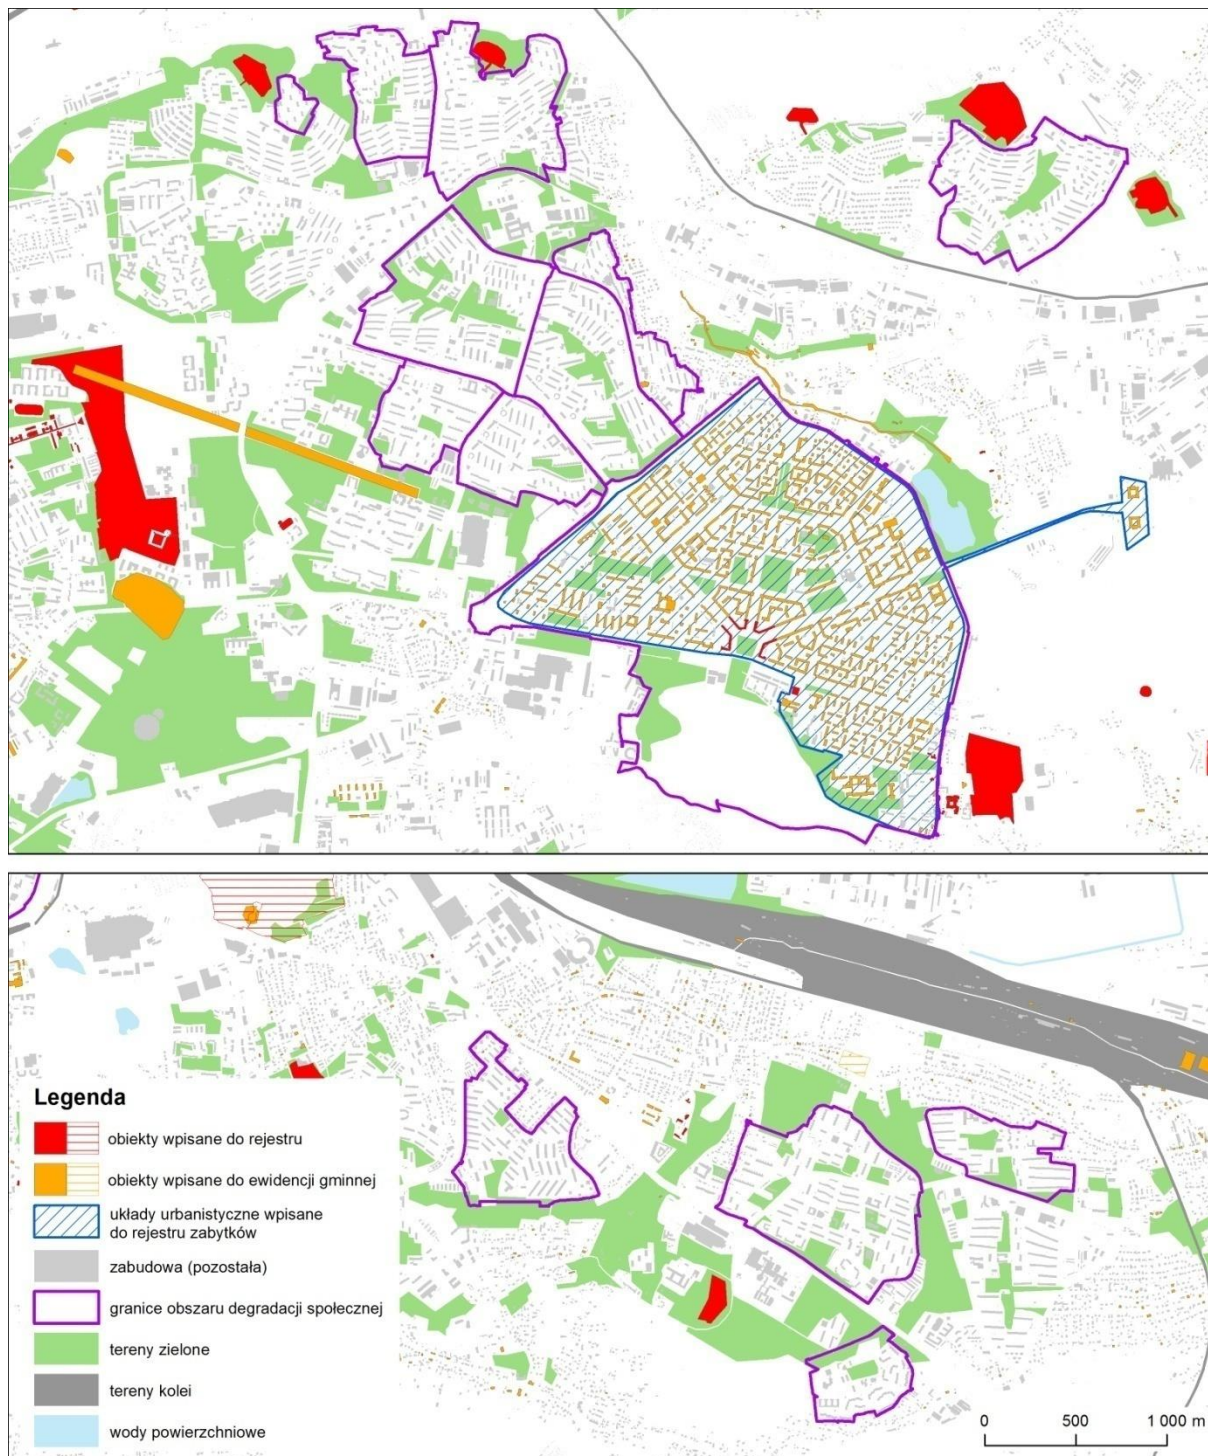 Legenda
obiekty wpisane do rejestru
obiekty wpisane do ewidencji gminnej
układy urbanistyczne wpisane
do rejestru zabytków
zabudowa (pozostała)
granice obszaru degradacji społecznej
tereny zielone
tereny kolei
wody powierzchniowe
0 500 1 000 m